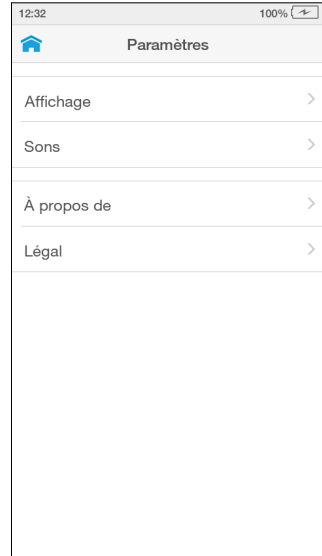 12:32 100%
Paramètres
Affichage
Sons
À propos de
Légal